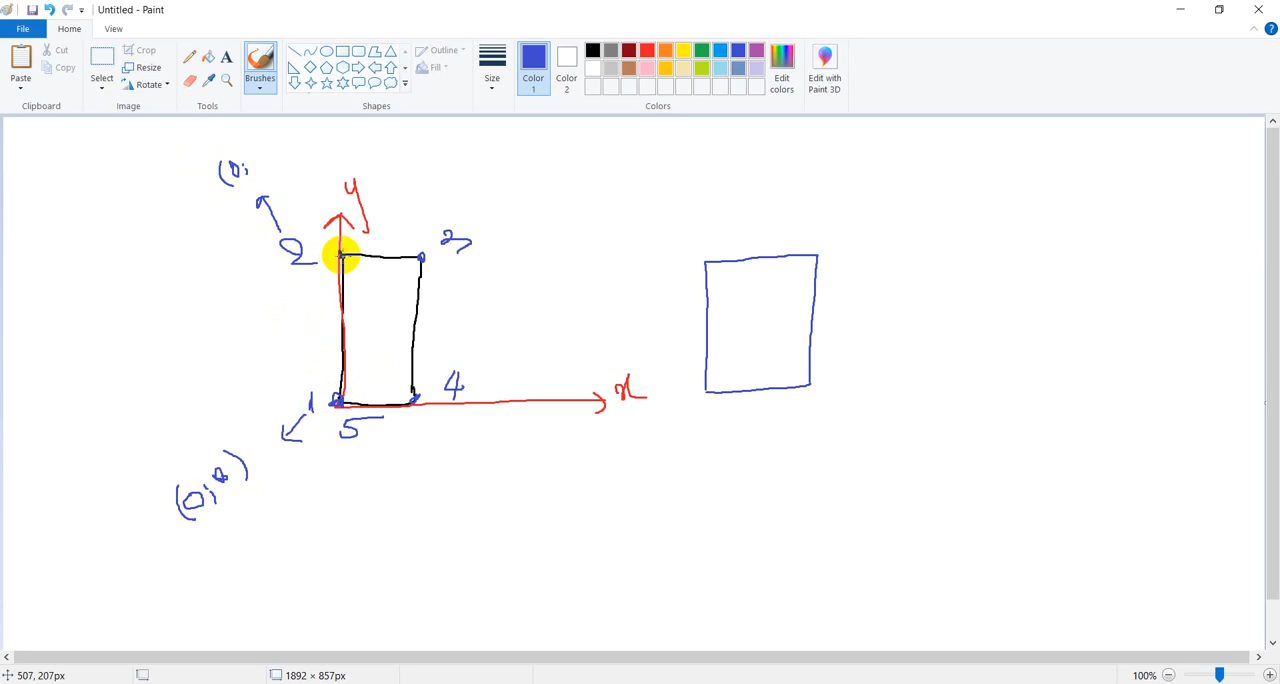 Untitled - Paint
File
Home
View
Paste
Cut
Copy
Clipboard
Select
Crop
Resize
Rotate
Image
Tools
A
Brushes
Shapes
Outline
Fill
Size
Color 1
Color 2
Edit colors
Colors
Edit with Paint 3D
y
2
3
1
4
5
x
507, 207px
1892 × 857px
100%